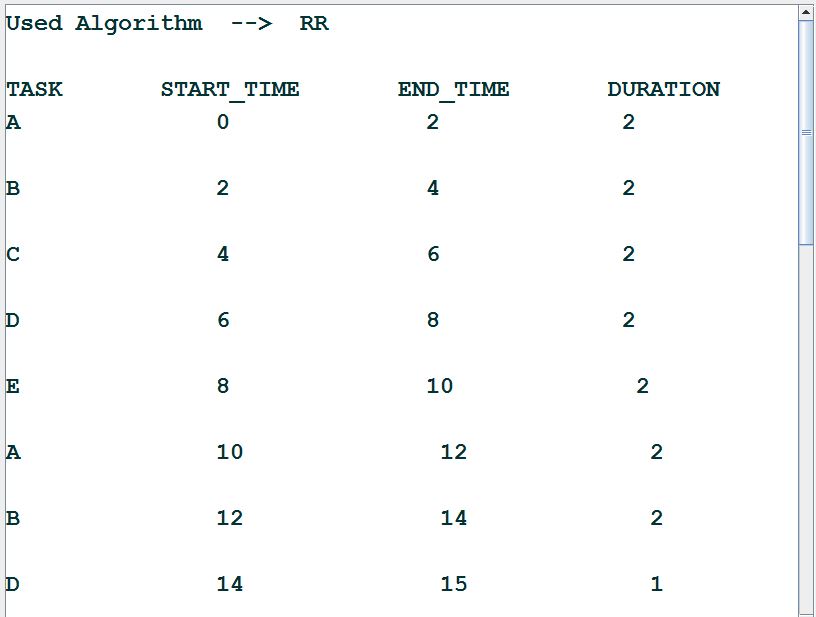 Used Algorithm --> RR
TASK START_TIME END_TIME DURATION
A 0 2 2
B 2 4 2
C 4 6 2
D 6 8 2
E 8 10 2
A 10 12 2
B 12 14 2
D 14 15 1